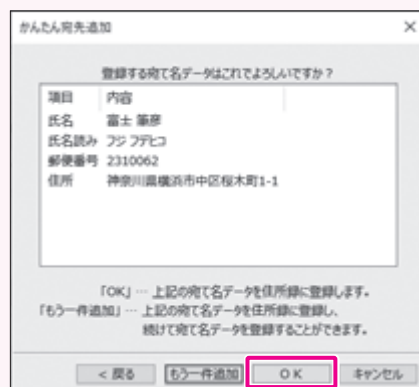 かんたん宛先追加
登録する宛て名データはこれでよろしいですか？
項目 内容
氏名 富士 筆彦
氏名読み フジ フデヒコ
郵便番号 2310062
住所 神奈川県横浜市中区桜木町1-1
「OK」… 上記の宛て名データを住所録に登録します。
「もう一件追加」… 上記の宛て名データを住所録に登録し、
続けて宛て名データを登録することができます。
< 戻る もう一件追加 OK キャンセル